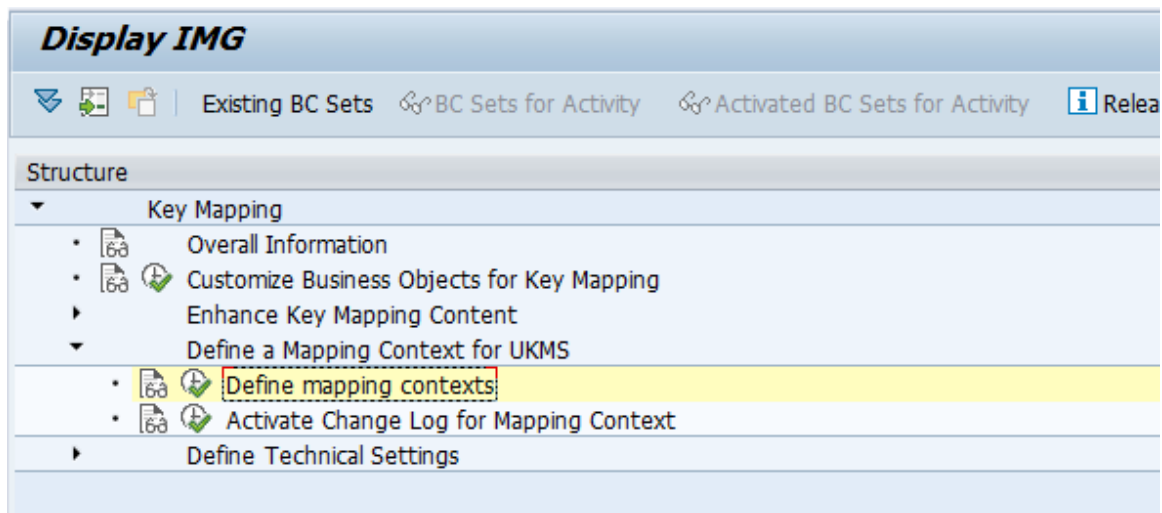 Display IMG
Existing BC Sets BC Sets for Activity Activated BC Sets for Activity Relea
Structure
Key Mapping
Overall Information
Customize Business Objects for Key Mapping
Enhance Key Mapping Content
Define a Mapping Context for UKMS
Define mapping contexts
Activate Change Log for Mapping Context
Define Technical Settings